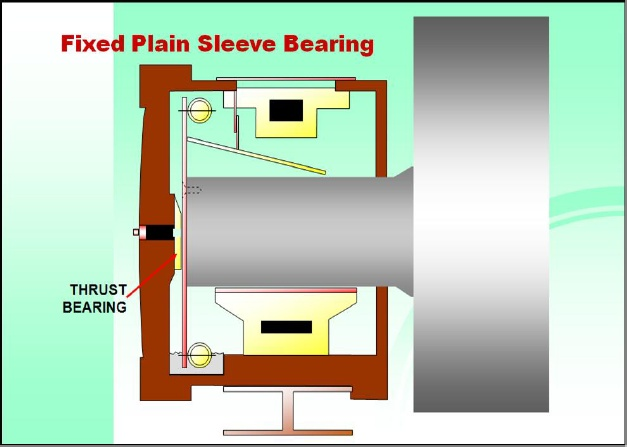 Fixed Plain Sleeve Bearing
THRUST
BEARING